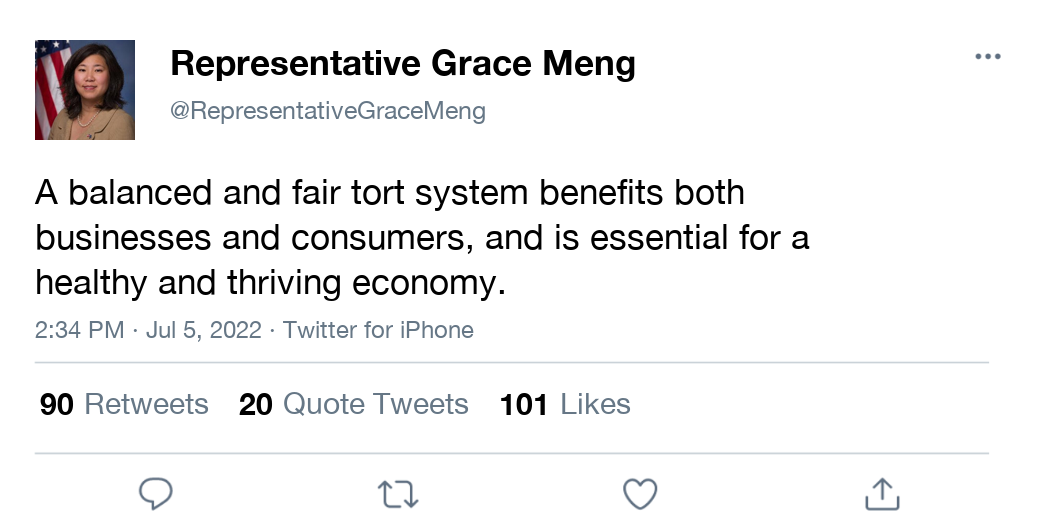 Representative Grace Meng
@RepresentativeGraceMeng
A balanced and fair tort system benefits both
businesses and consumers, and is essential for a
healthy and thriving economy.
2:34 PM · Jul 5, 2022 · Twitter for iPhone
90 Retweets 20 Quote Tweets 101 Likes